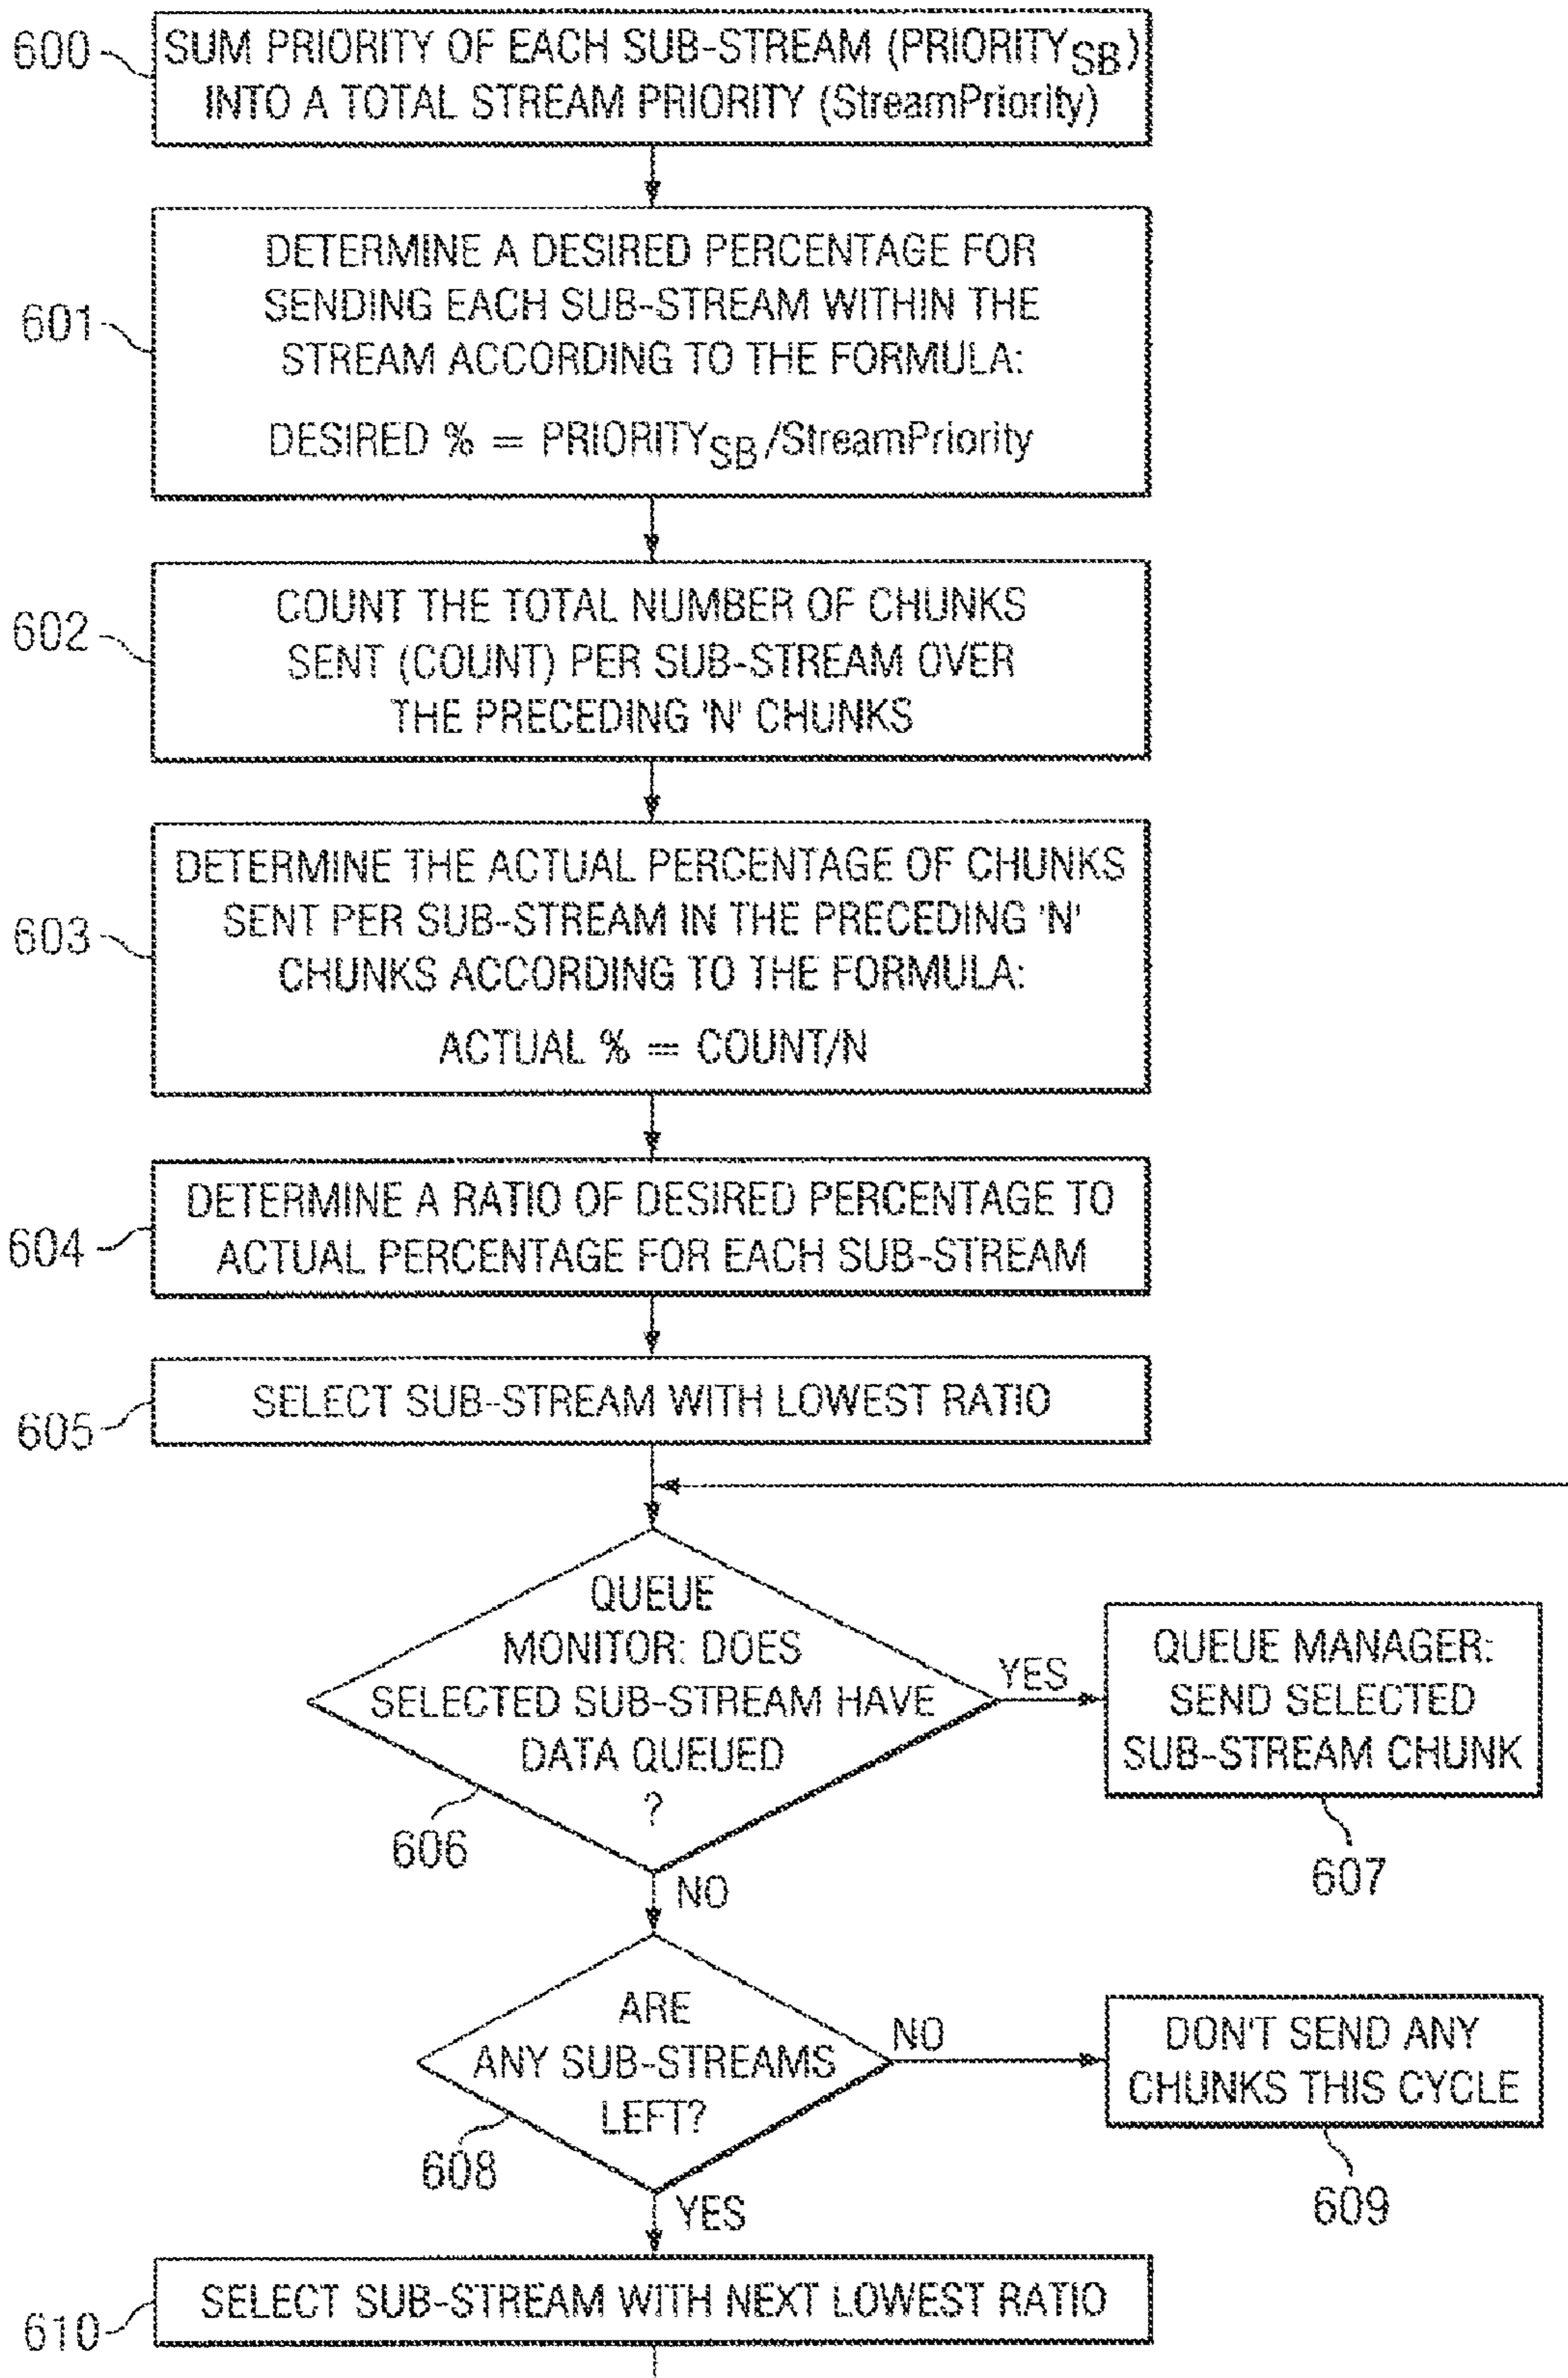 600
SUM PRIORITY OF EACH SUB-STREAM (PRIORITYSB)
INTO A TOTAL STREAM PRIORITY (StreamPriority)
601
DETERMINE A DESIRED PERCENTAGE FOR
SENDING EACH SUB-STREAM WITHIN THE
STREAM ACCORDING TO THE FORMULA:
DESIRED % = PRIORITYSB/StreamPriority
602
COUNT THE TOTAL NUMBER OF CHUNKS
SENT (COUNT) PER SUB-STREAM OVER
THE PRECEDING 'N' CHUNKS
603
DETERMINE THE ACTUAL PERCENTAGE OF CHUNKS
SENT PER SUB-STREAM IN THE PRECEDING 'N'
CHUNKS ACCORDING TO THE FORMULA:
ACTUAL % = COUNT/N
604
DETERMINE A RATIO OF DESIRED PERCENTAGE TO
ACTUAL PERCENTAGE FOR EACH SUB-STREAM
605
SELECT SUB-STREAM WITH LOWEST RATIO
QUEUE
MONITOR: DOES
SELECTED SUB-STREAM HAVE
DATA QUEUED
?
606
YES
QUEUE MANAGER:
SEND SELECTED
SUB-STREAM CHUNK
607
NO
ARE
ANY SUB-STREAMS
LEFT?
608
NO
DON'T SEND ANY
CHUNKS THIS CYCLE
609
YES
610
SELECT SUB-STREAM WITH NEXT LOWEST RATIO